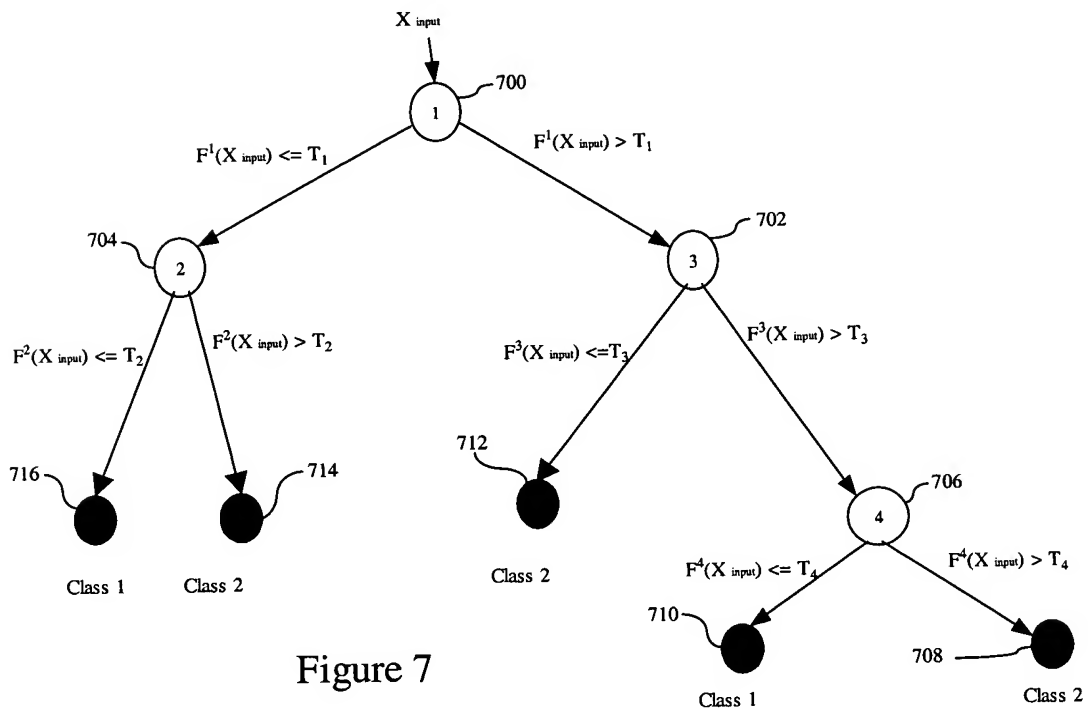 X input
700
1
F¹(X input) <= T₁
F¹(X input) > T₁
704
2
702
3
F²(X input) <= T₂
F²(X input) > T₂
F³(X input) <=T₃
F³(X input) > T₃
716
714
712
706
4
Class 1
Class 2
Class 2
F⁴(X input) <= T₄
F⁴(X input) > T₄
710
708
Figure 7
Class 1
Class 2